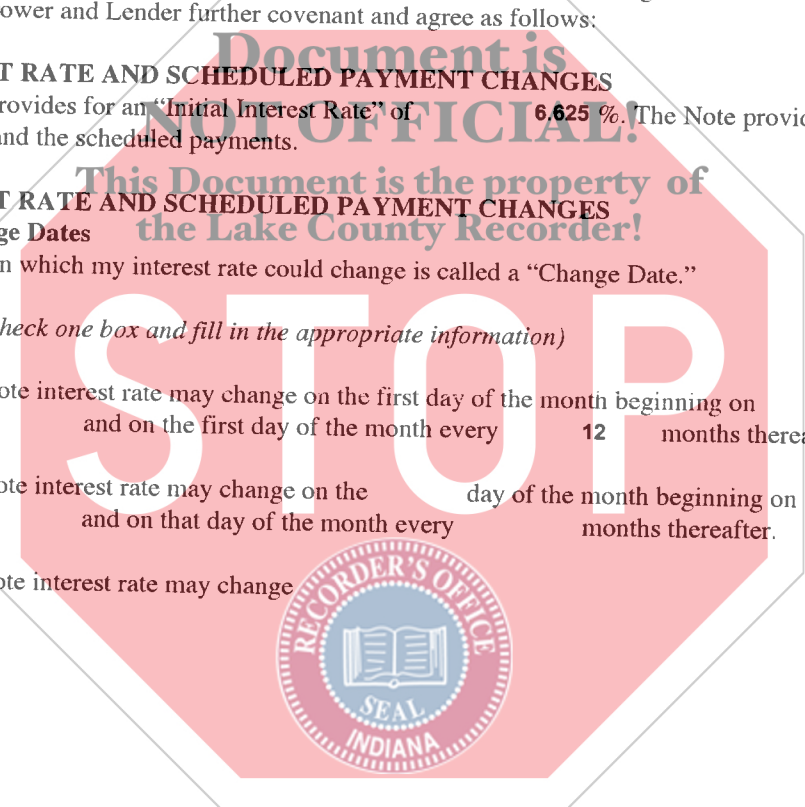 ower and Lender further covenant and agree as follows:
Document is
T RATE AND SCHEDULED PAYMENT CHANGES
rovides for an “Initial Interest Rate” of 6.625 %. The Note provid
NOT OFFICIAL!
nd the scheduled payments.
This Document is the property of
T RATE AND SCHEDULED PAYMENT CHANGES
the Lake County Recorder!
ge Dates
n which my interest rate could change is called a “Change Date.”
heck one box and fill in the appropriate information)
STOP
ote interest rate may change on the first day of the month beginning on
and on the first day of the month every 12 months therea
ote interest rate may change on the day of the month beginning on
and on that day of the month every months thereafter.
ote interest rate may change
RECORDER'S OFFICE
SEAL
INDIANA